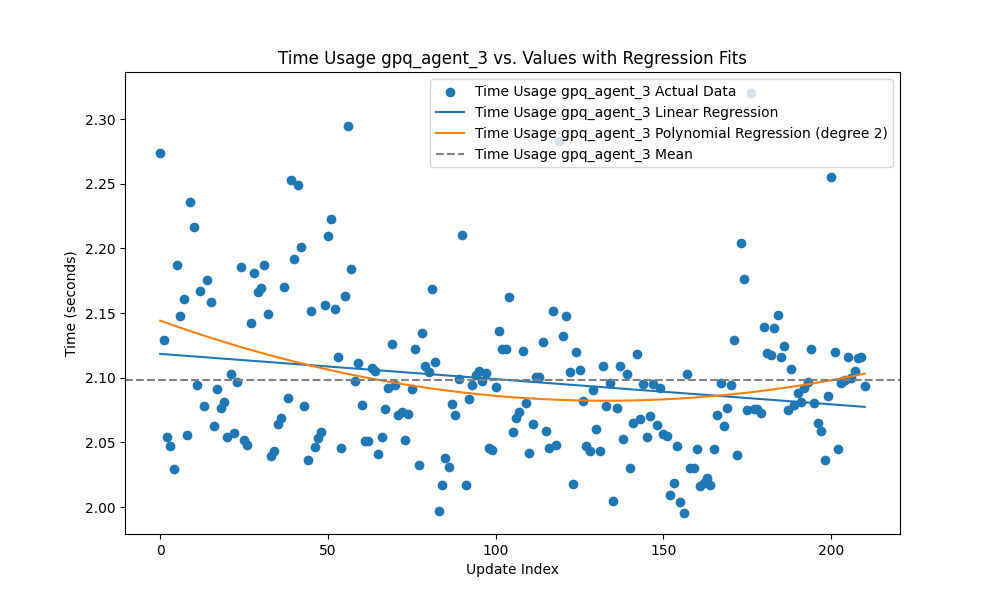 Time Usage gpq_agent_3 vs. Values with Regression Fits
Time Usage gpq_agent_3 Actual Data
Time Usage gpq_agent_3 Linear Regression
Time Usage gpq_agent_3 Polynomial Regression (degree 2)
Time Usage gpq_agent_3 Mean
Time (seconds)
2.30
2.25
2.20
2.15
2.10
2.05
2.00
0 50 100 150 200
Update Index